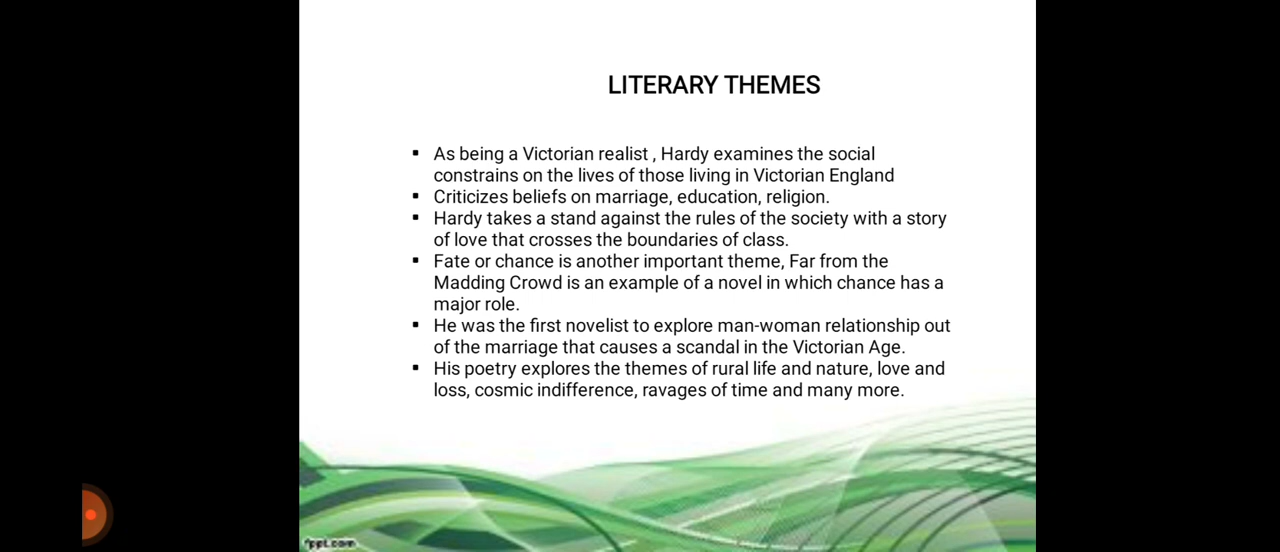 LITERARY THEMES
▪ As being a Victorian realist , Hardy examines the social
constrains on the lives of those living in Victorian England
▪ Criticizes beliefs on marriage, education, religion.
▪ Hardy takes a stand against the rules of the society with a story
of love that crosses the boundaries of class.
▪ Fate or chance is another important theme, Far from the
Madding Crowd is an example of a novel in which chance has a
major role.
▪ He was the first novelist to explore man-woman relationship out
of the marriage that causes a scandal in the Victorian Age.
▪ His poetry explores the themes of rural life and nature, love and
loss, cosmic indifference, ravages of time and many more.
fppt.com